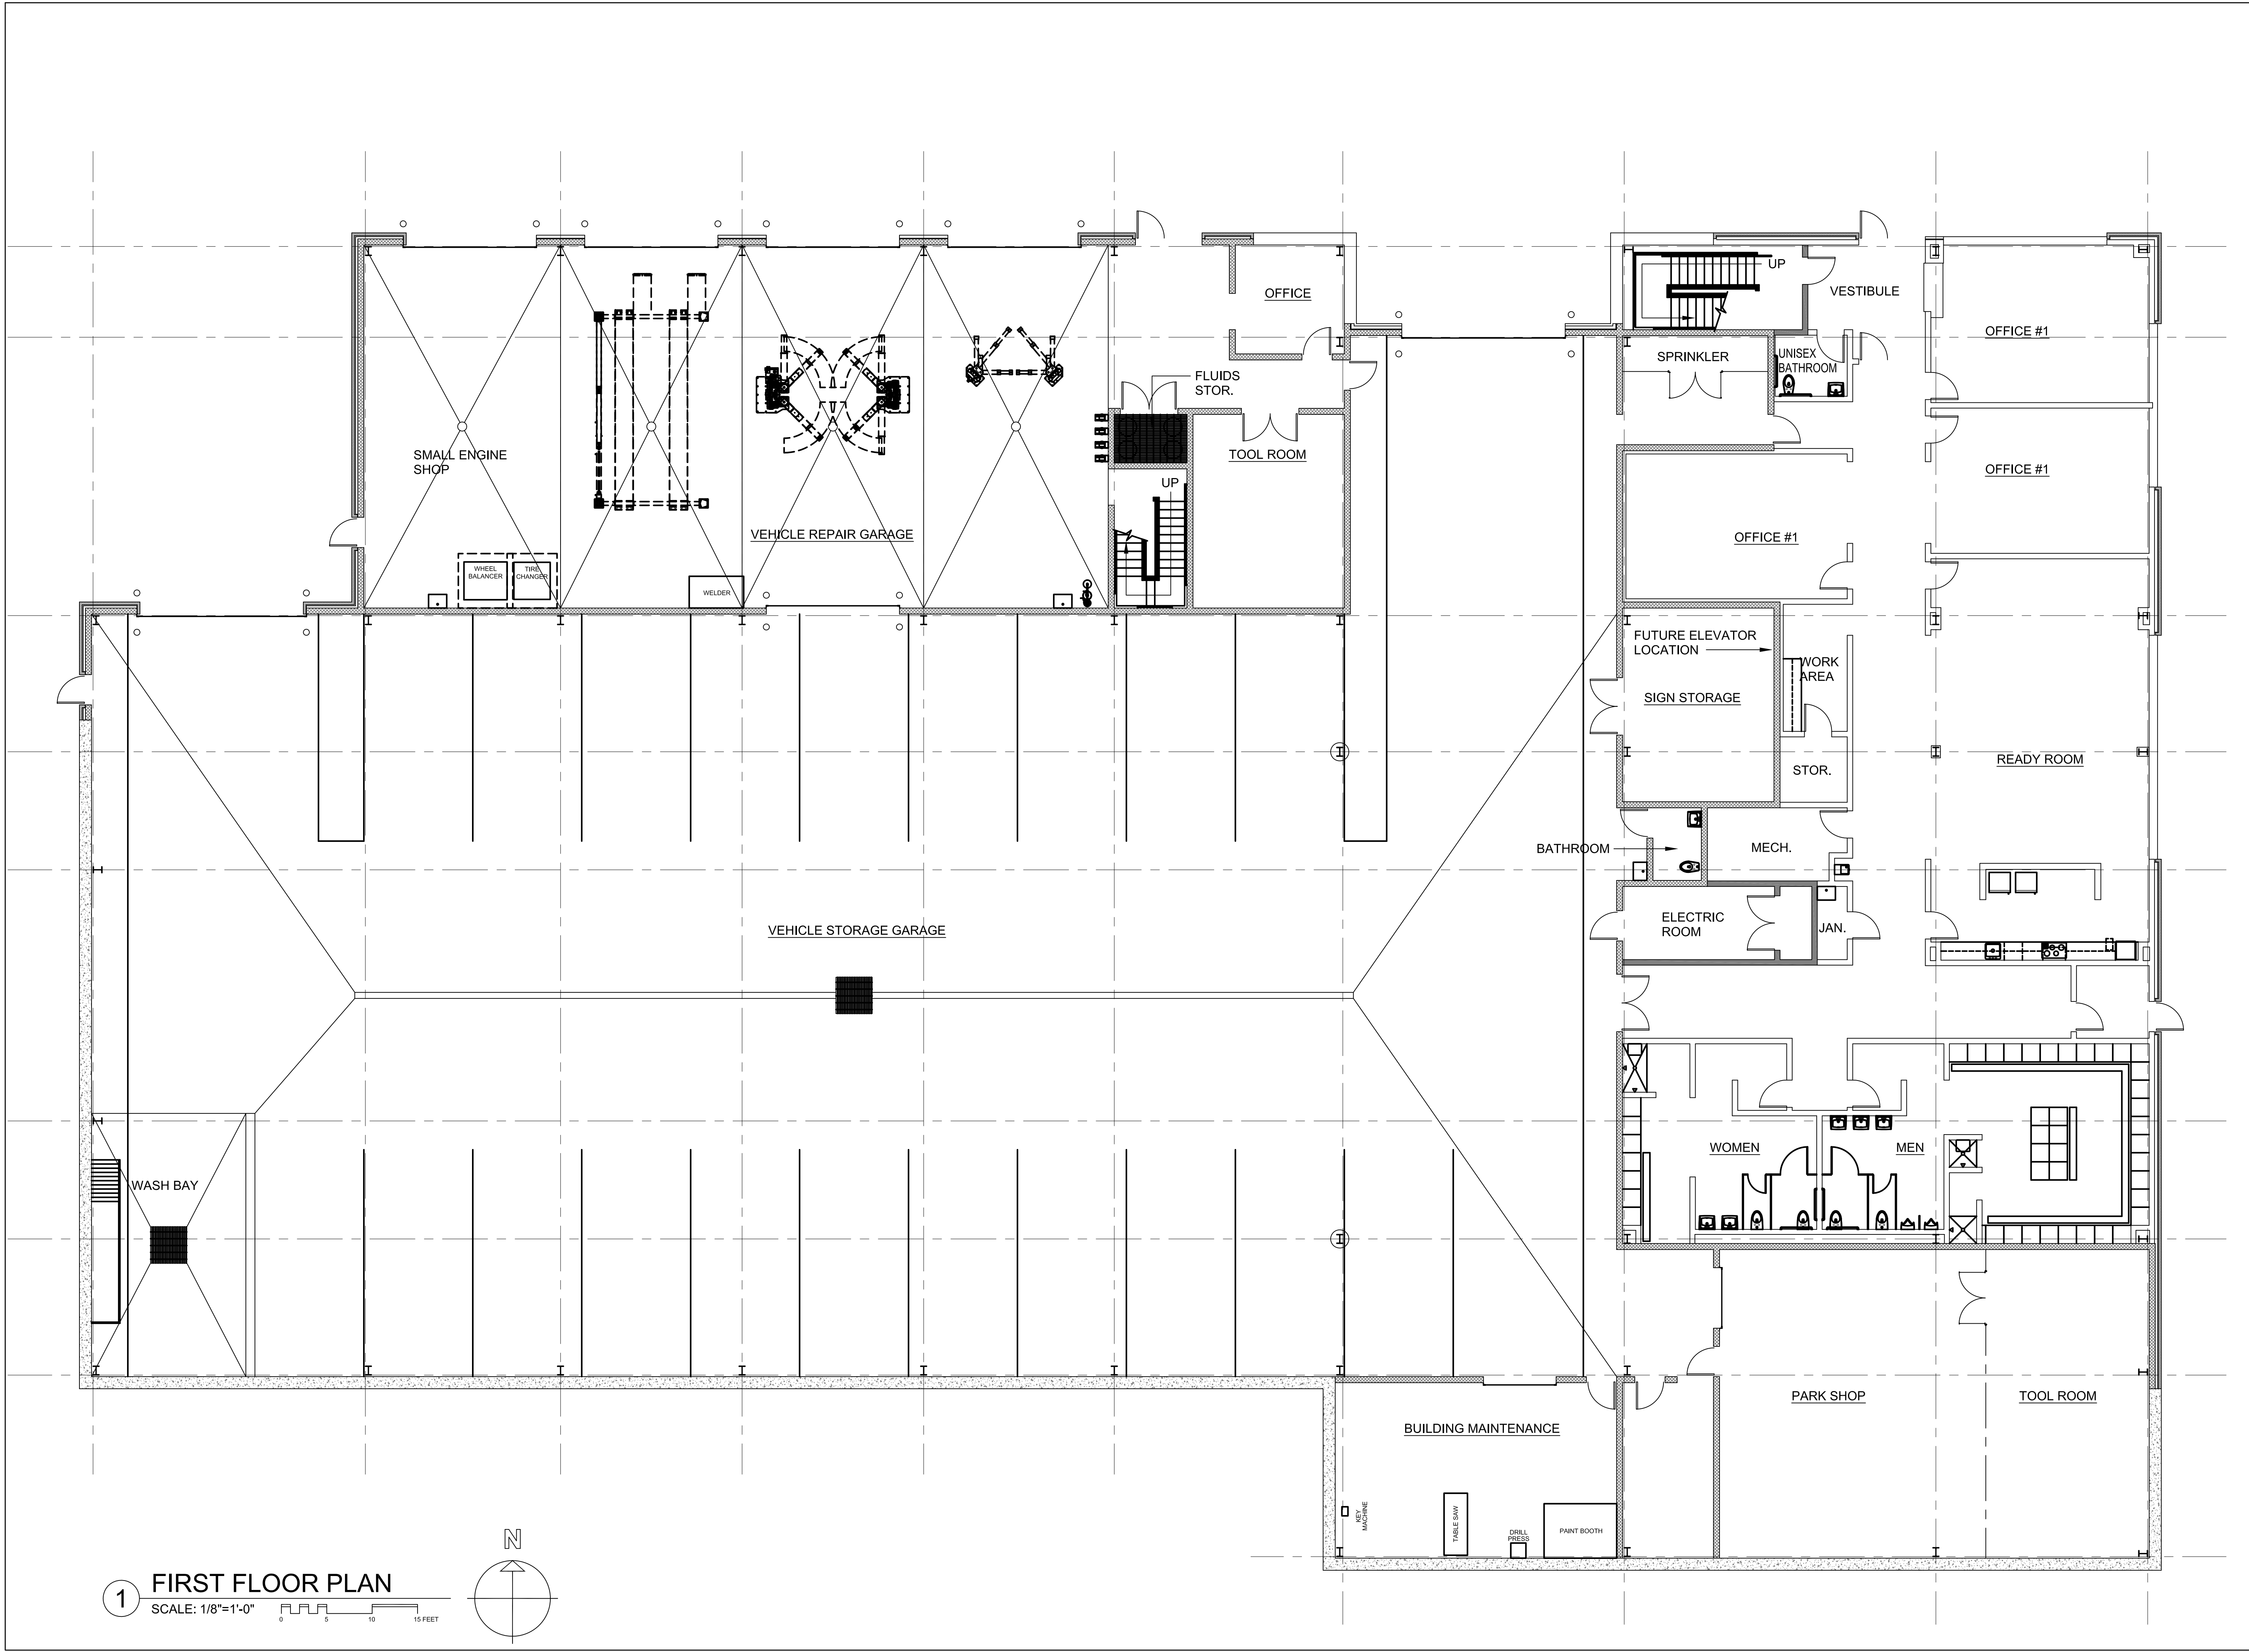 UP
VESTIBULE
OFFICE
OFFICE #1
SPRINKLER
UNISEX
BATHROOM
FLUIDS
STOR.
SMALL ENGINE
SHOP
TOOL ROOM
OFFICE #1
UP
VEHICLE REPAIR GARAGE
OFFICE #1
WHEEL
BALANCER
TIRE
CHANGER
WELDER
FUTURE ELEVATOR
LOCATION
WORK
AREA
SIGN STORAGE
READY ROOM
STOR.
BATHROOM
MECH.
VEHICLE STORAGE GARAGE
ELECTRIC
ROOM
JAN.
WOMEN
MEN
WASH BAY
PARK SHOP
TOOL ROOM
BUILDING MAINTENANCE
KEY
MACHINE
TABLE SAW
DRILL
PRESS
PAINT BOOTH
N
1
FIRST FLOOR PLAN
SCALE: 1/8"=1'-0"
0 5 10 15 FEET